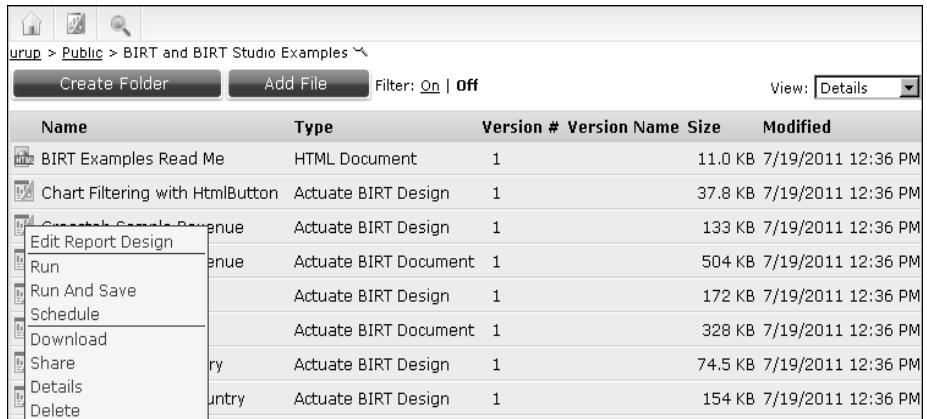 urup > Public > BIRT and BIRT Studio Examples
Create Folder Add File Filter: On | Off View: Details
Name Type Version # Version Name Size Modified
BIRT Examples Read Me HTML Document 1 11.0 KB 7/19/2011 12:36 PM
Chart Filtering with HtmlButton Actuate BIRT Design 1 37.8 KB 7/19/2011 12:36 PM
Crosstab Sample Revenue Actuate BIRT Design 1 133 KB 7/19/2011 12:36 PM
enue Actuate BIRT Document 1 504 KB 7/19/2011 12:36 PM
Actuate BIRT Design 1 172 KB 7/19/2011 12:36 PM
Actuate BIRT Document 1 328 KB 7/19/2011 12:36 PM
ry Actuate BIRT Design 1 74.5 KB 7/19/2011 12:36 PM
untry Actuate BIRT Design 1 154 KB 7/19/2011 12:36 PM
Edit Report Design
Run
Run And Save
Schedule
Download
Share
Details
Delete